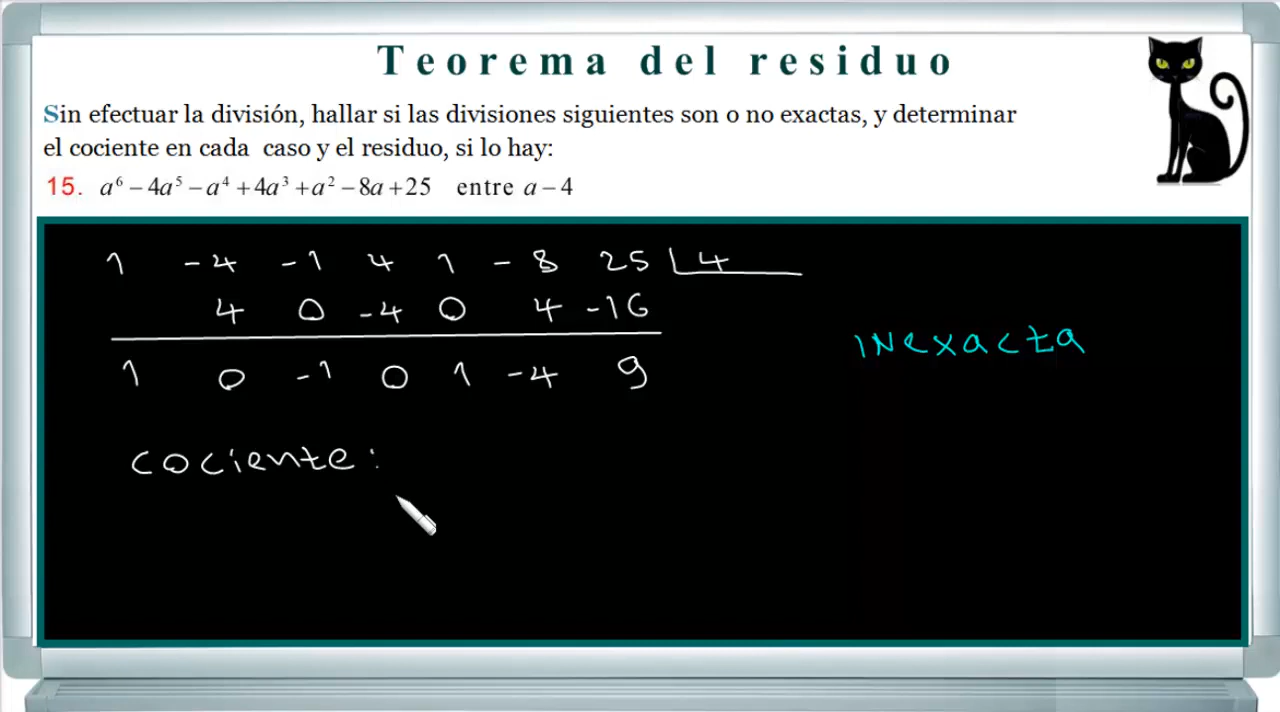 Teorema del residuo
Sin efectuar la división, hallar si las divisiones siguientes son o no exactas, y determinar
el cociente en cada caso y el residuo, si lo hay:
15. a⁶ − 4a⁵ − a⁴ + 4a³ + a² − 8a + 25 entre a − 4
1 -4 -1 4 1 -8 25 4
4 0 -4 0 4 -16
1 0 -1 0 1 -4 9
INexacta
cociente: